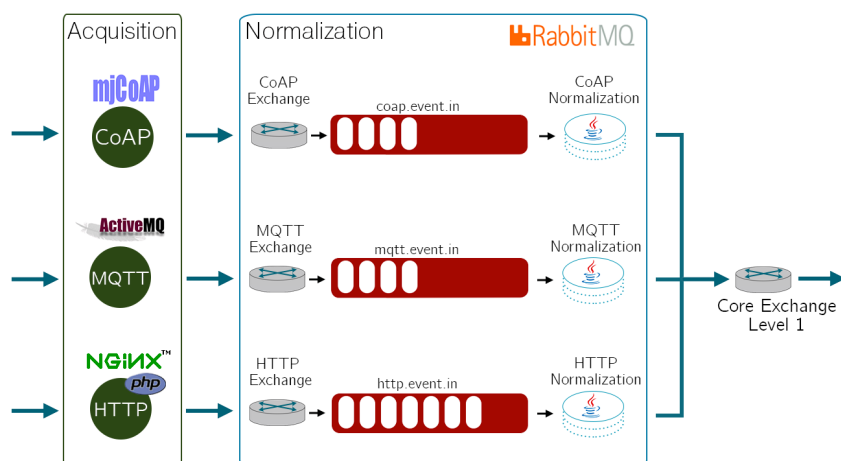 Acquisition
Normalization
RabbitMQ
mjCoAP
CoAP
CoAP
Exchange
coap.event.in
CoAP
Normalization
ActiveMQ
MQTT
MQTT
Exchange
mqtt.event.in
MQTT
Normalization
Core Exchange
Level 1
NGINX™
php
HTTP
HTTP
Exchange
http.event.in
HTTP
Normalization